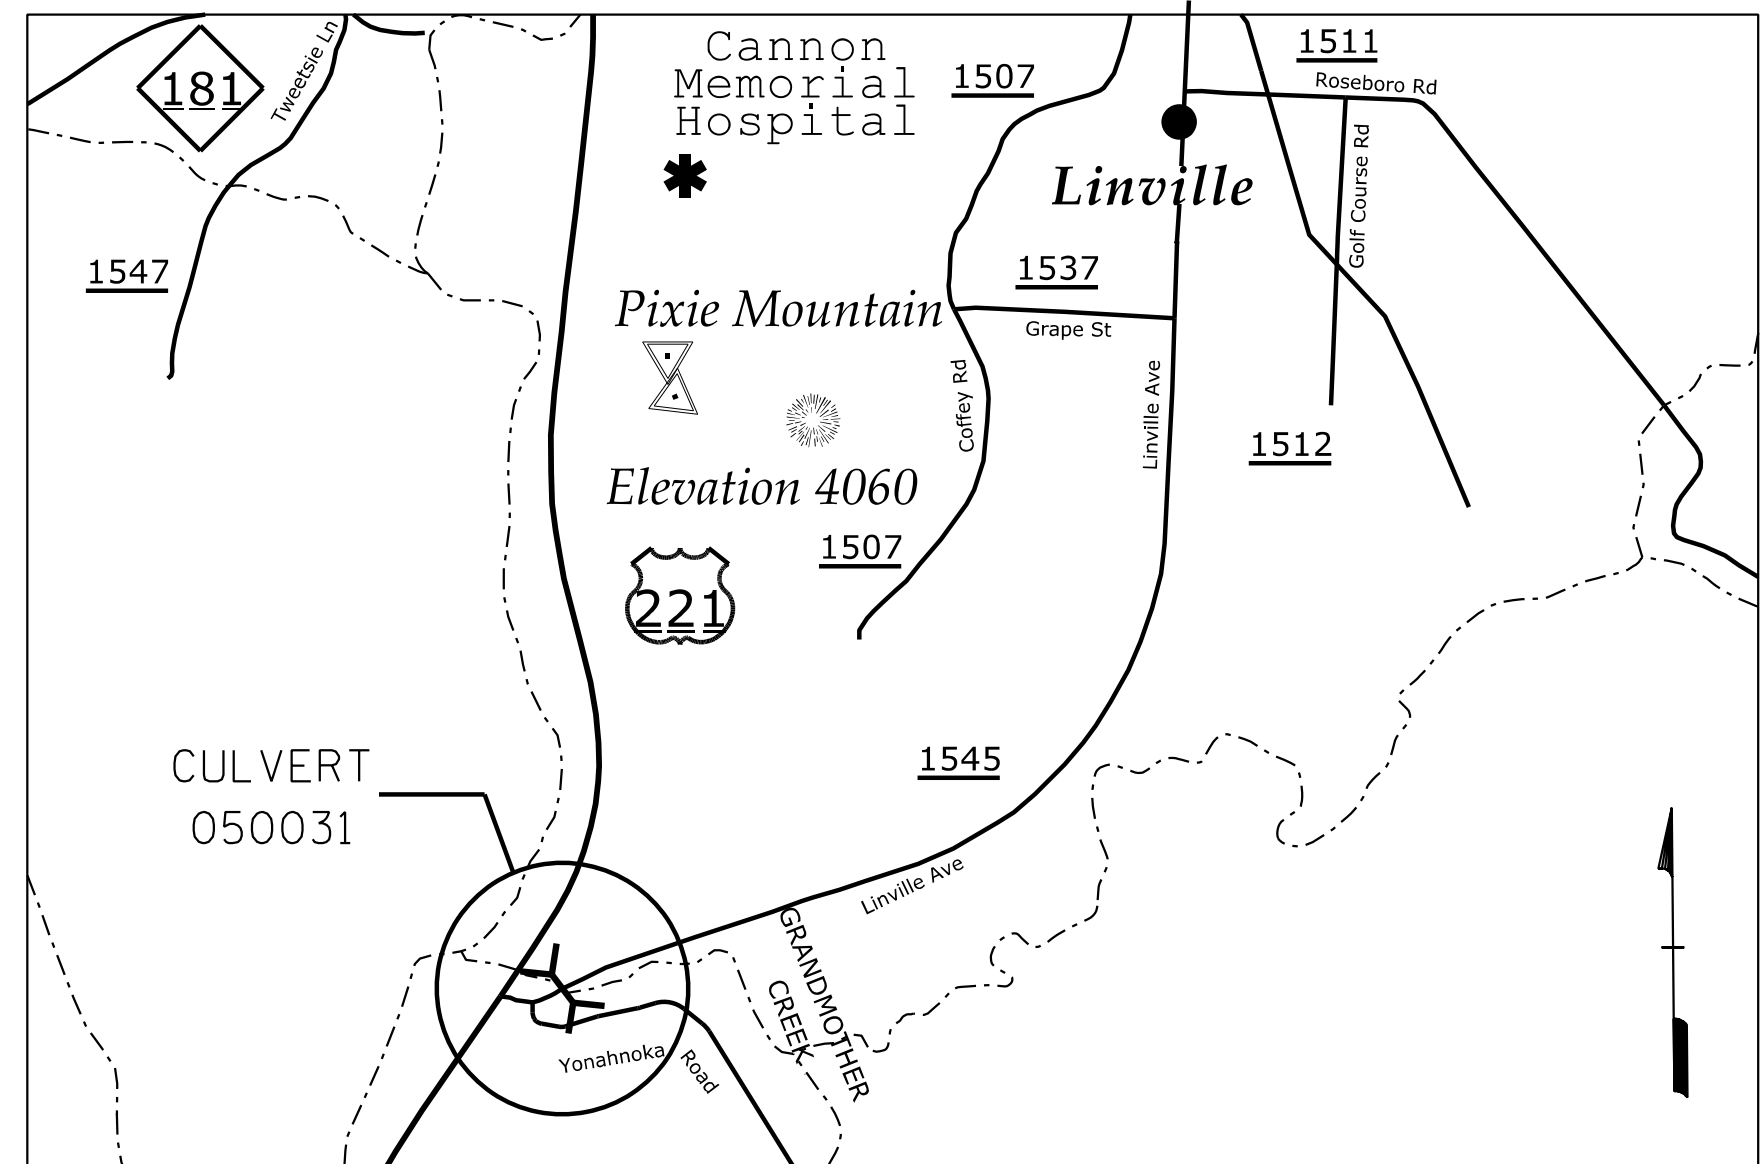 Cannon
Memorial
Hospital
1511
Roseboro Rd
1507
181
Tweetsie Ln
Golf Course Rd
Linville
1547
1537
Pixie Mountain
Grape St
Coffey Rd
Linville Ave
1512
Elevation 4060
1507
221
1545
CULVERT
050031
Linville Ave
GRANDMOTHER
CREEK
Yonahnoka
Road